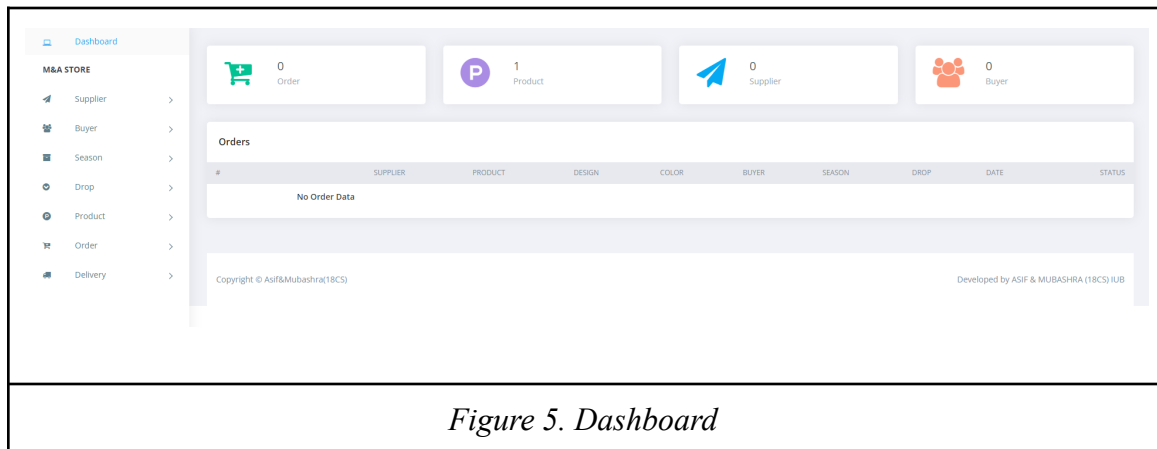 Dashboard
M&A STORE
Supplier
Buyer
Season
Drop
Product
Order
Delivery
0
Order
P
1
Product
0
Supplier
0
Buyer
Orders
# SUPPLIER PRODUCT DESIGN COLOR BUYER SEASON DROP DATE STATUS
No Order Data
Copyright © Asif&Mubashra(18CS) Developed by ASIF & MUBASHRA (18CS) IUB
Figure 5. Dashboard